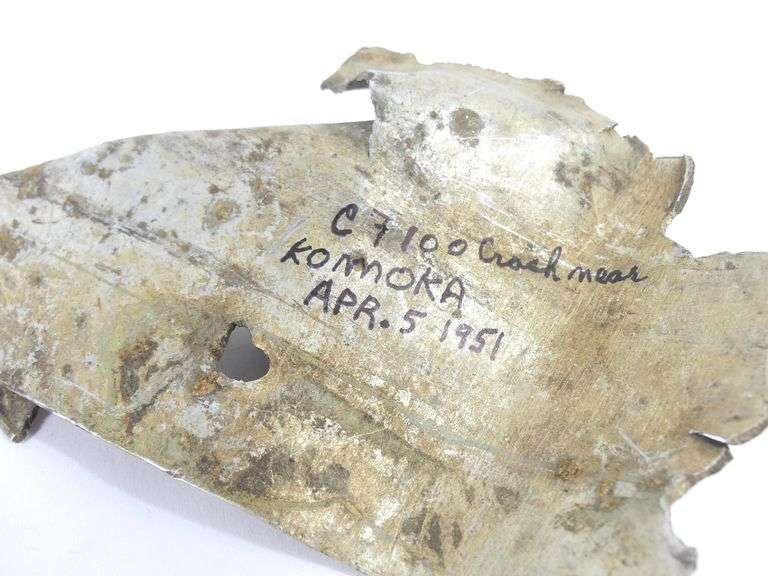 C7100 Crash near
KOMOKA
APR. 5 1951